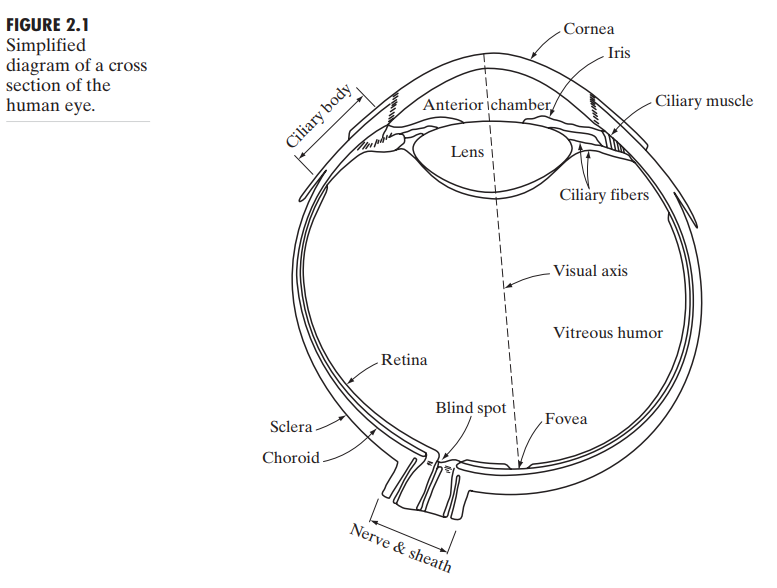 FIGURE 2.1
Simplified
diagram of a cross
section of the
human eye.
Cornea
Iris
Ciliary body
Anterior chamber
Ciliary muscle
Lens
Ciliary fibers
Visual axis
Vitreous humor
Retina
Blind spot
Fovea
Sclera
Choroid
Nerve & sheath